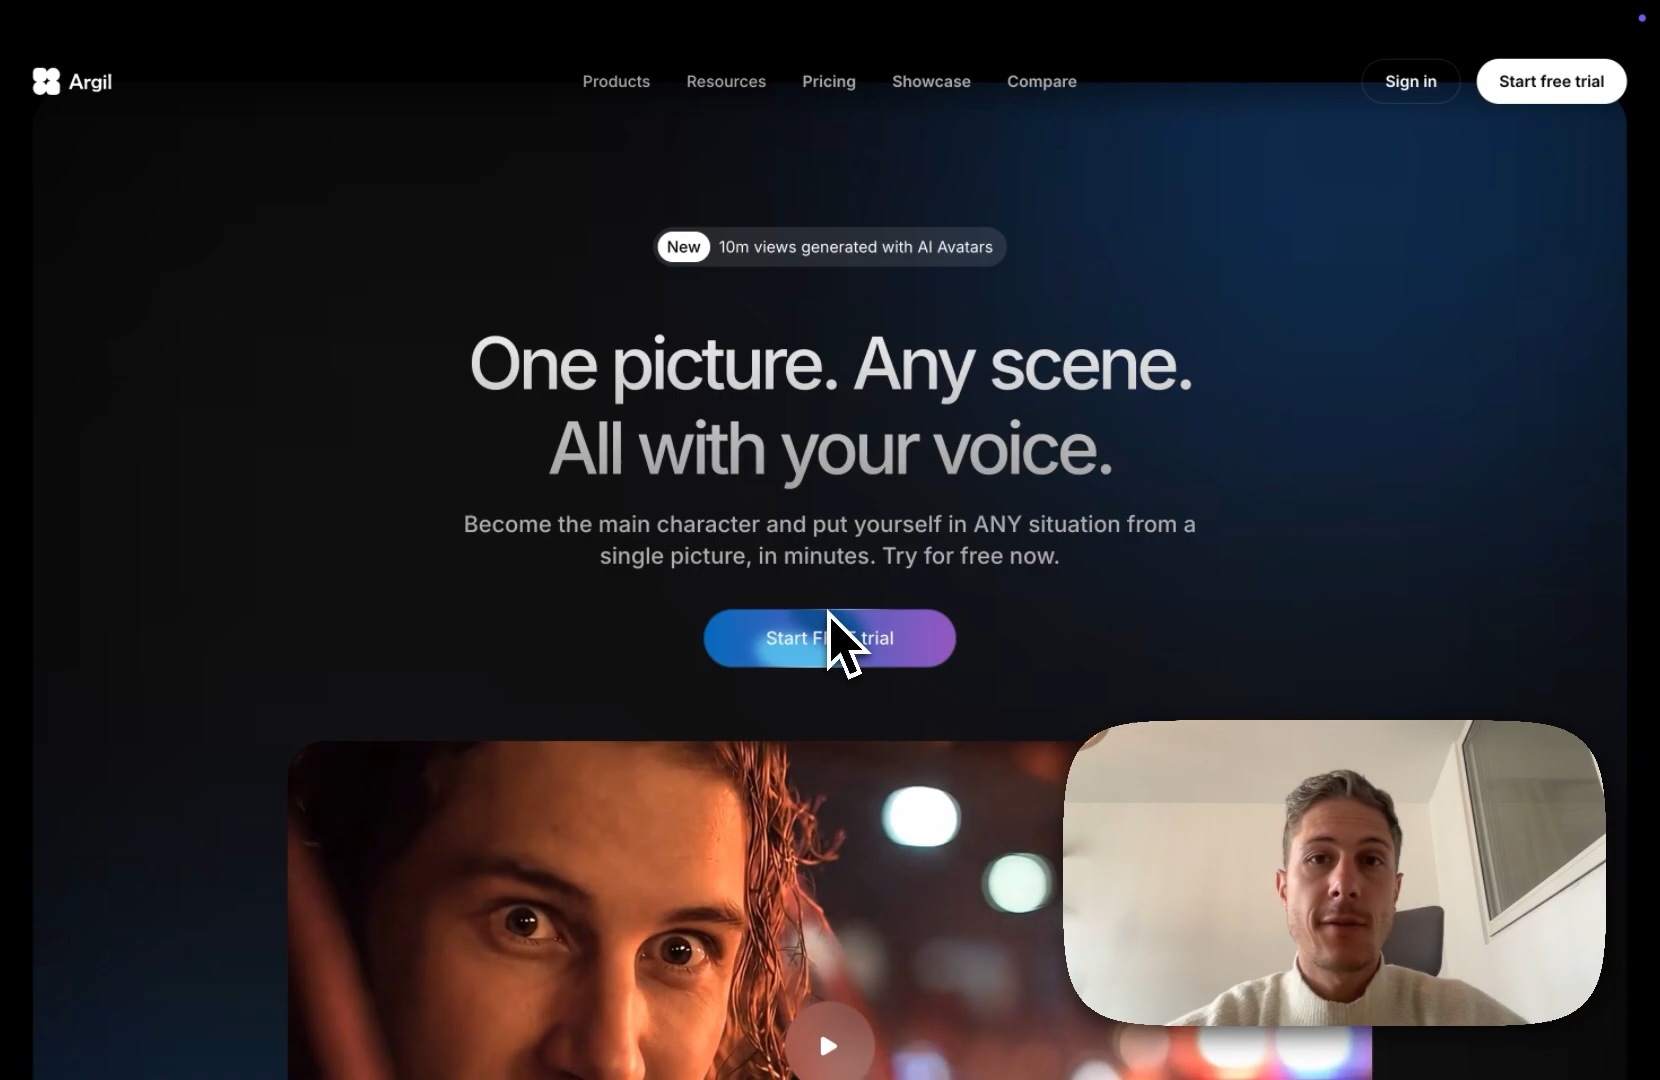 Argil
Products
Resources
Pricing
Showcase
Compare
Sign in
Start free trial
New
10m views generated with AI Avatars
One picture. Any scene.
All with your voice.
Become the main character and put yourself in ANY situation from a
single picture, in minutes. Try for free now.
Start trial